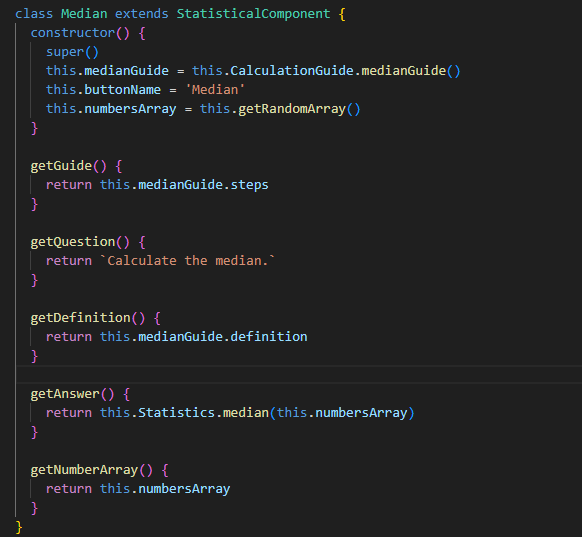 class Median extends StatisticalComponent {
  constructor() {
    super()
    this.medianGuide = this.CalculationGuide.medianGuide()
    this.buttonName = 'Median'
    this.numbersArray = this.getRandomArray()
  }

  getGuide() {
    return this.medianGuide.steps
  }

  getQuestion() {
    return `Calculate the median.`
  }

  getDefinition() {
    return this.medianGuide.definition
  }

  getAnswer() {
    return this.Statistics.median(this.numbersArray)
  }

  getNumberArray() {
    return this.numbersArray
  }
}